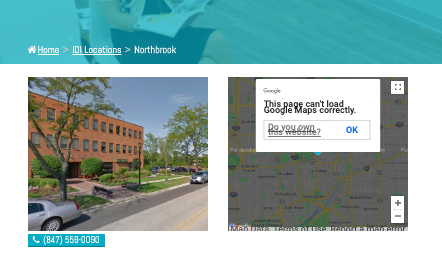 Home > IDI Locations > Northbrook
Google
This page can't load
Google Maps correctly.
Do you own
this website?
OK
Map Data  Terms of Use  Report a map error
(847) 559-0090